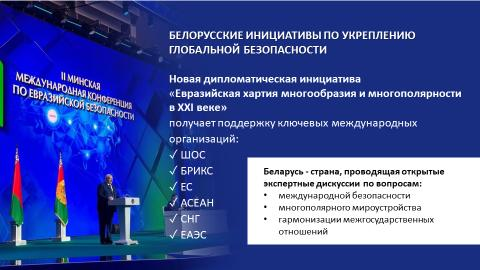 БЕЛОРУССКИЕ ИНИЦИАТИВЫ ПО УКРЕПЛЕНИЮ
ГЛОБАЛЬНОЙ БЕЗОПАСНОСТИ
II МИНСКАЯ
МЕЖДУНАРОДНАЯ КОНФЕРЕНЦИЯ
ПО ЕВРАЗИЙСКОЙ БЕЗОПАСНОСТИ
Новая дипломатическая инициатива
«Евразийская хартия многообразия и многополярности
в XXI веке»
получает поддержку ключевых международных
организаций:
✓ ШОС
✓ БРИКС
✓ ЕС
✓ АСЕАН
✓ СНГ
✓ ЕАЭС
Беларусь - страна, проводящая открытые
экспертные дискуссии по вопросам:
• международной безопасности
• многополярного мироустройства
• гармонизации межгосударственных
отношений